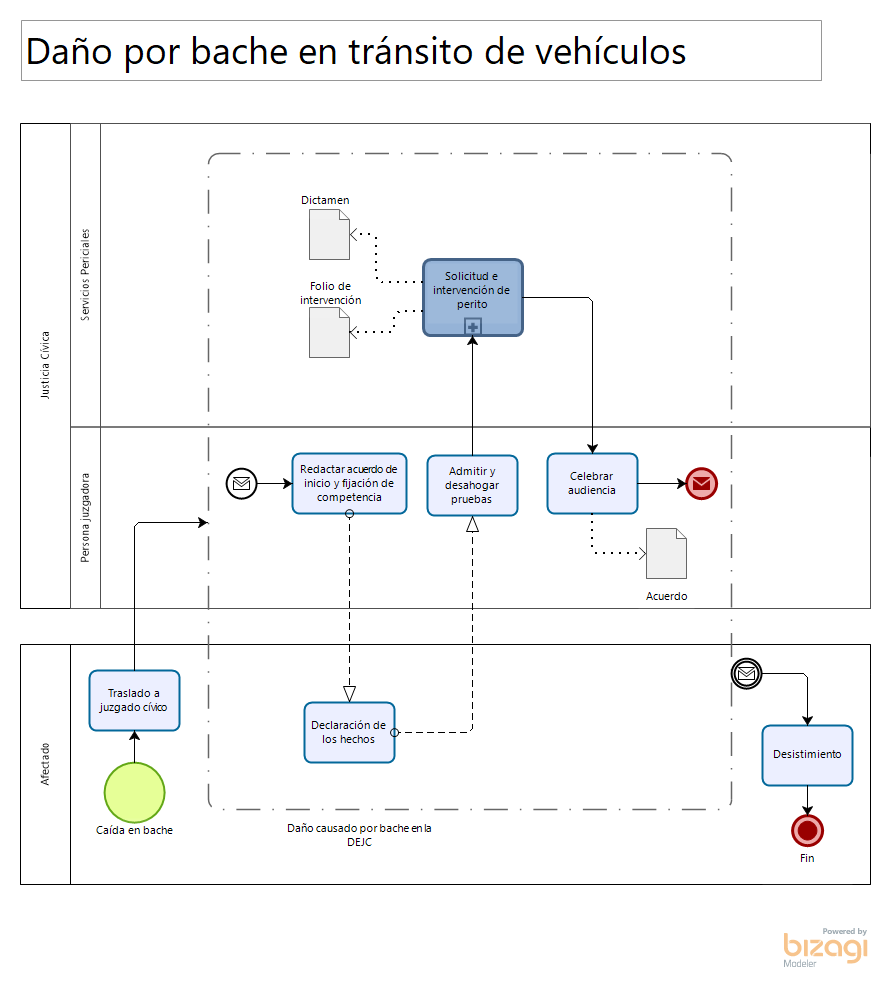 Daño por bache en tránsito de vehículos
Justicia Cívica
Servicios Periciales
Dictamen
Folio de
intervención
Solicitud e
intervención de
perito
Persona juzgadora
Redactar acuerdo de
inicio y fijación de
competencia
Admitir y
desahogar
pruebas
Celebrar
audiencia
Acuerdo
Afectado
Traslado a
juzgado cívico
Caída en bache
Declaración de
los hechos
Daño causado por bache en la
DEJC
Desistimiento
Fin
Powered by
bizagi
Modeler